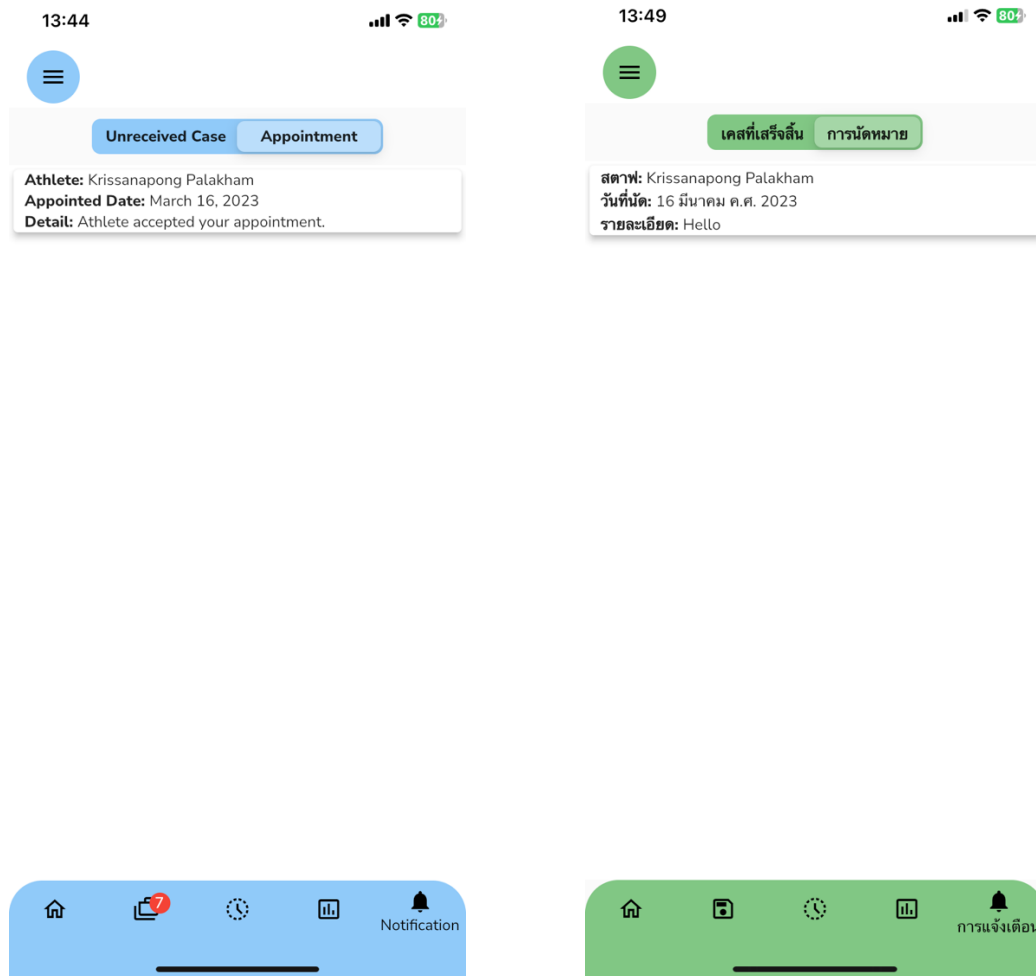 13:44
80
Unreceived Case Appointment
Athlete: Krissanapong Palakham
Appointed Date: March 16, 2023
Detail: Athlete accepted your appointment.
7
Notification
13:49
80
เคสที่เสร็จสิ้น การนัดหมาย
สตาฟ: Krissanapong Palakham
วันที่นัด: 16 มีนาคม ค.ศ. 2023
รายละเอียด: Hello
การแจ้งเตือน